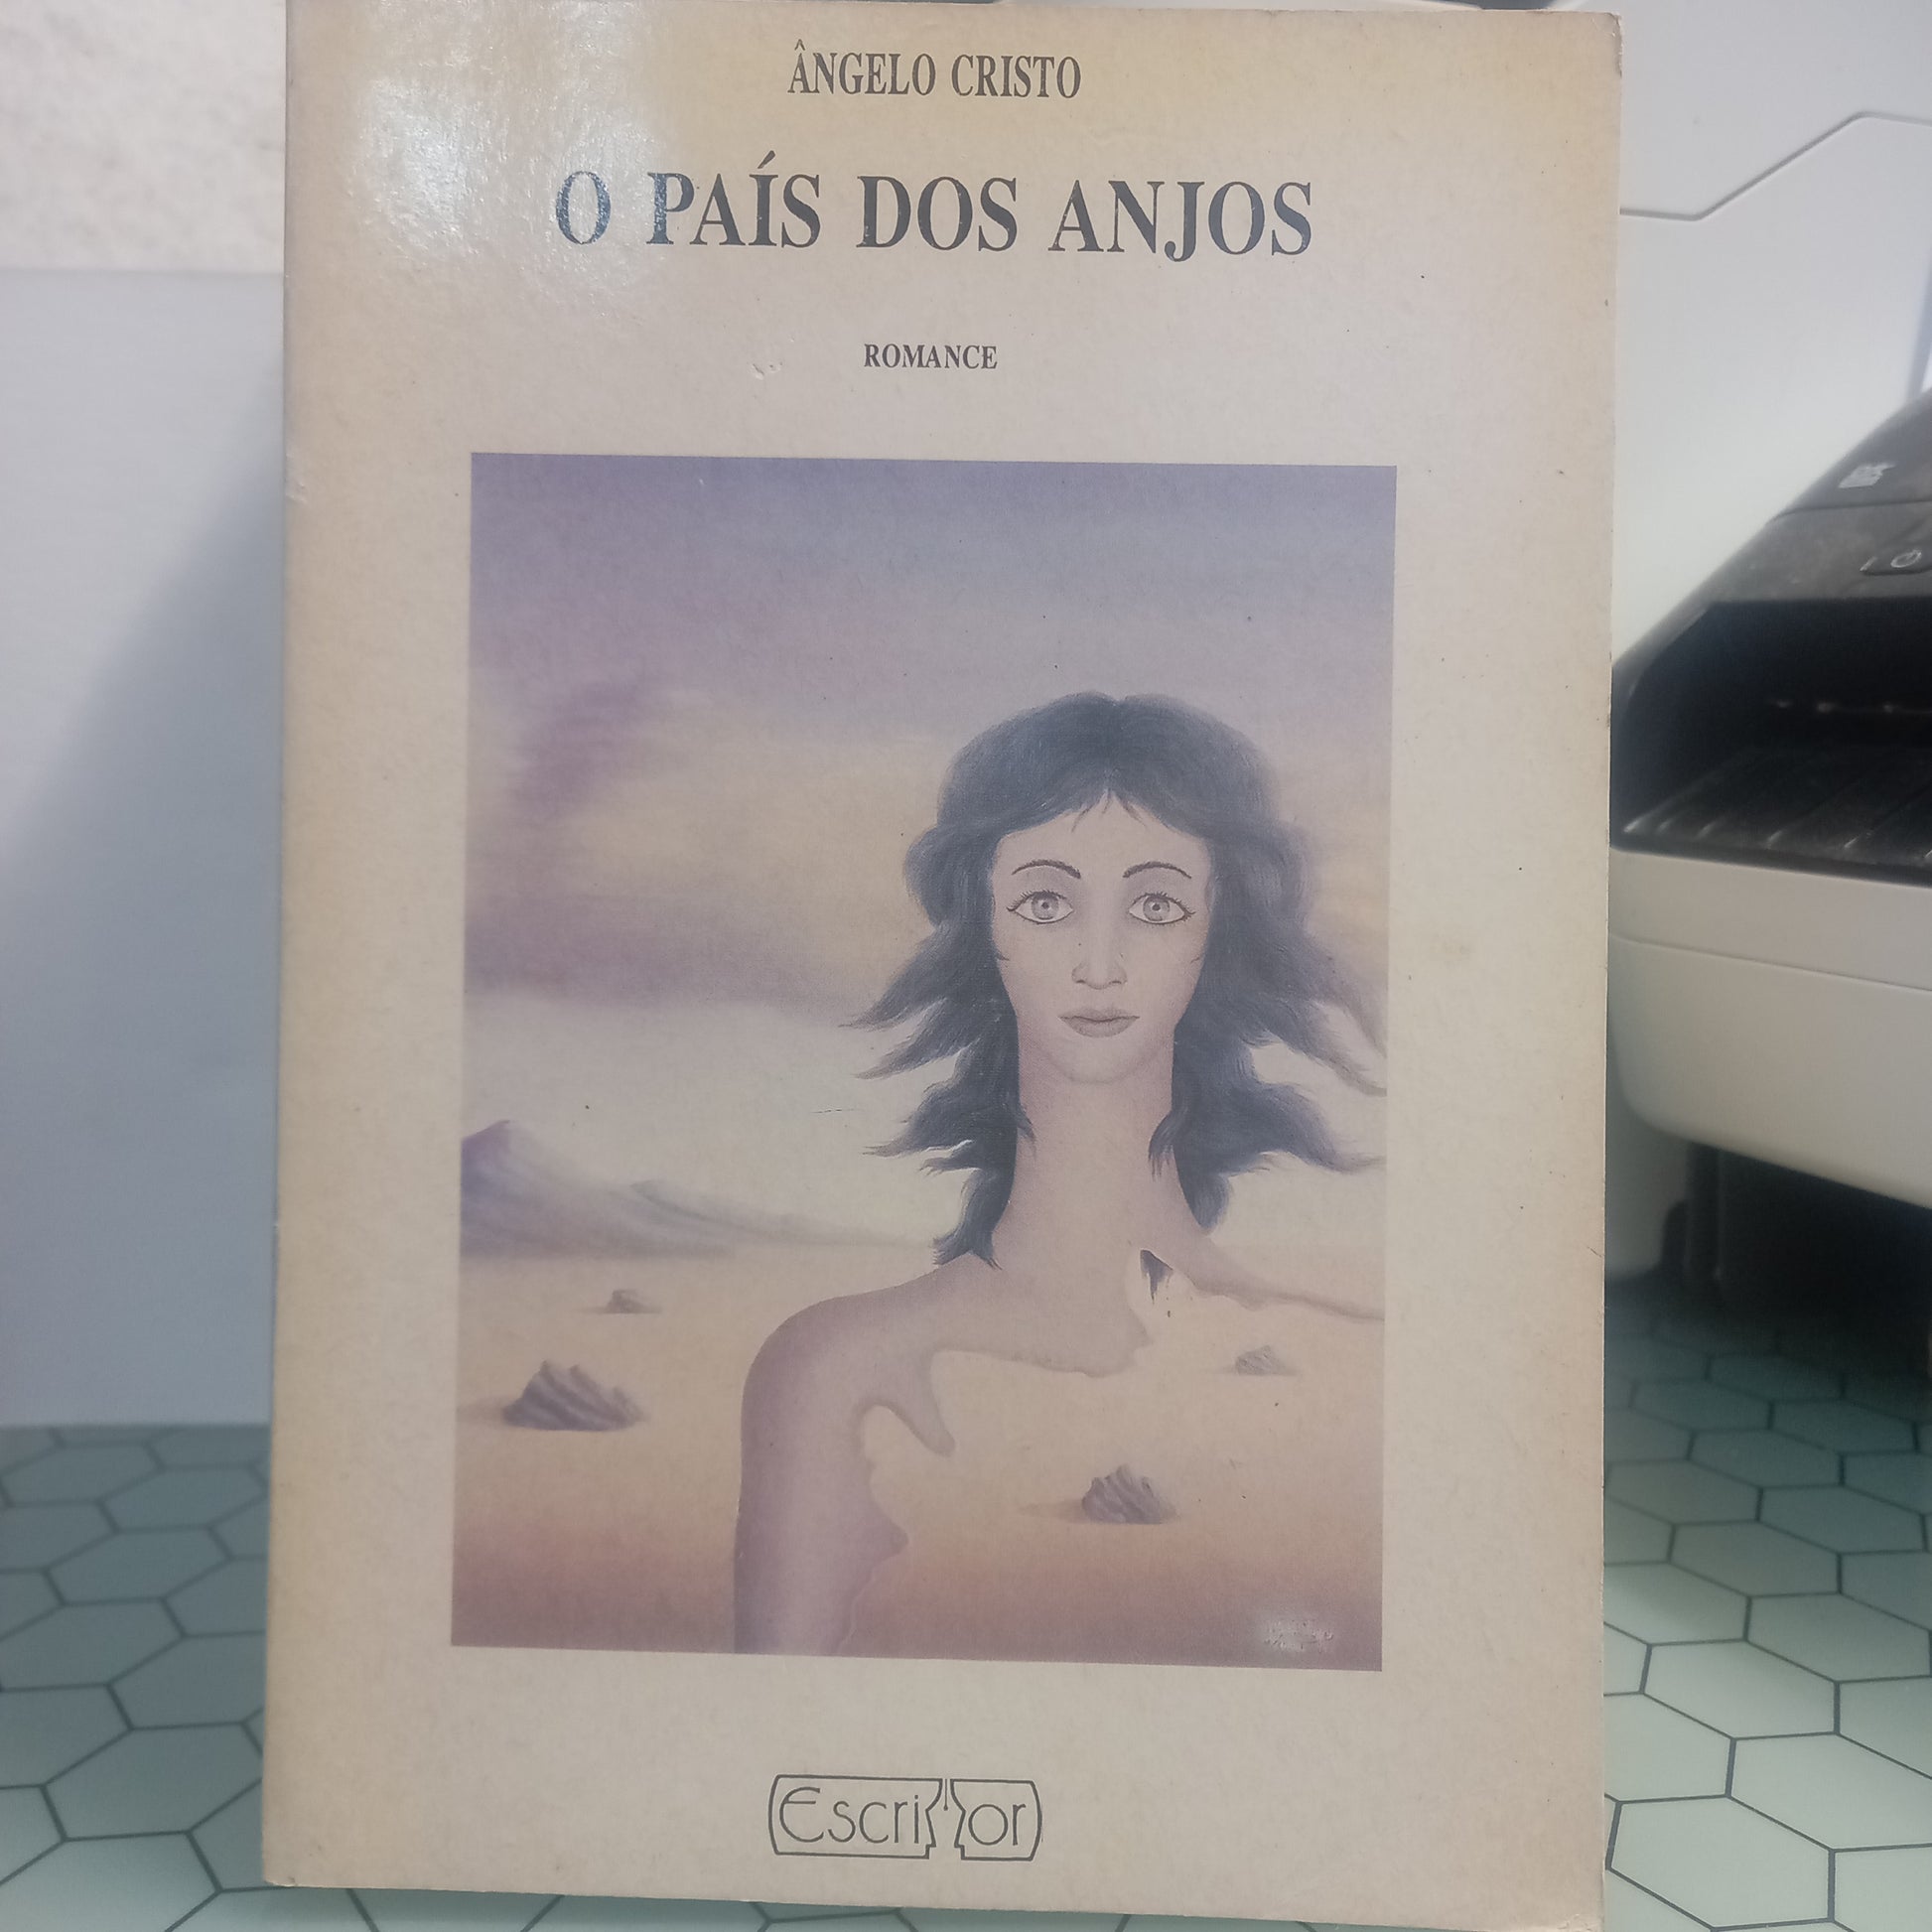 ÂNGELO CRISTO
O PAÍS DOS ANJOS
ROMANCE
Escritor